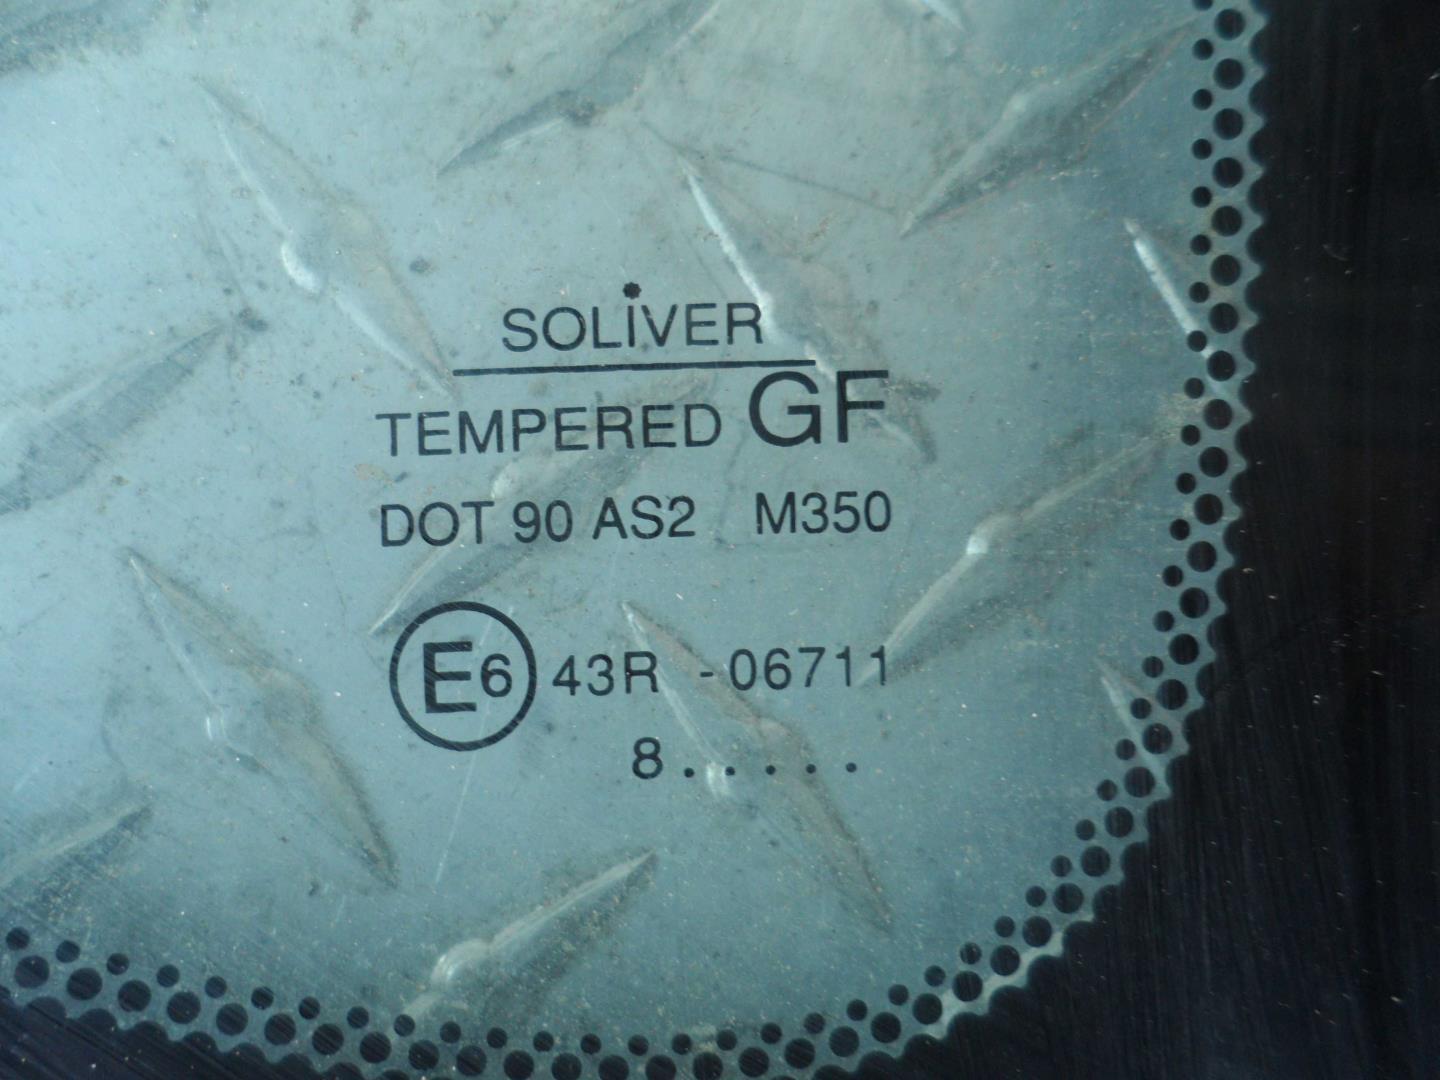 SOLiVER
TEMPERED GF
DOT 90 AS2 M350
E6 43R -06711
8.....